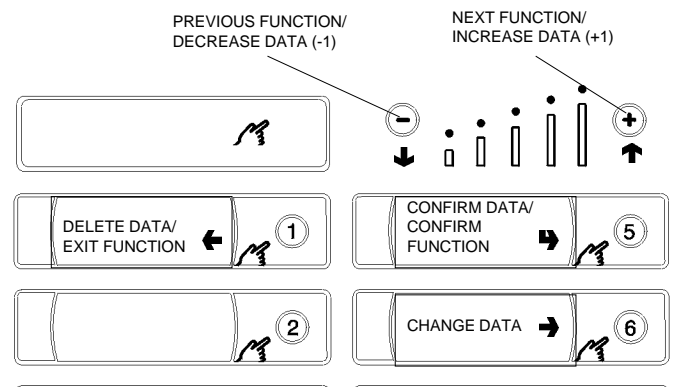 PREVIOUS FUNCTION/
DECREASE DATA (-1)
NEXT FUNCTION/
INCREASE DATA (+1)
DELETE DATA/
EXIT FUNCTION
1
CONFIRM DATA/
CONFIRM
FUNCTION
5
2
CHANGE DATA
6